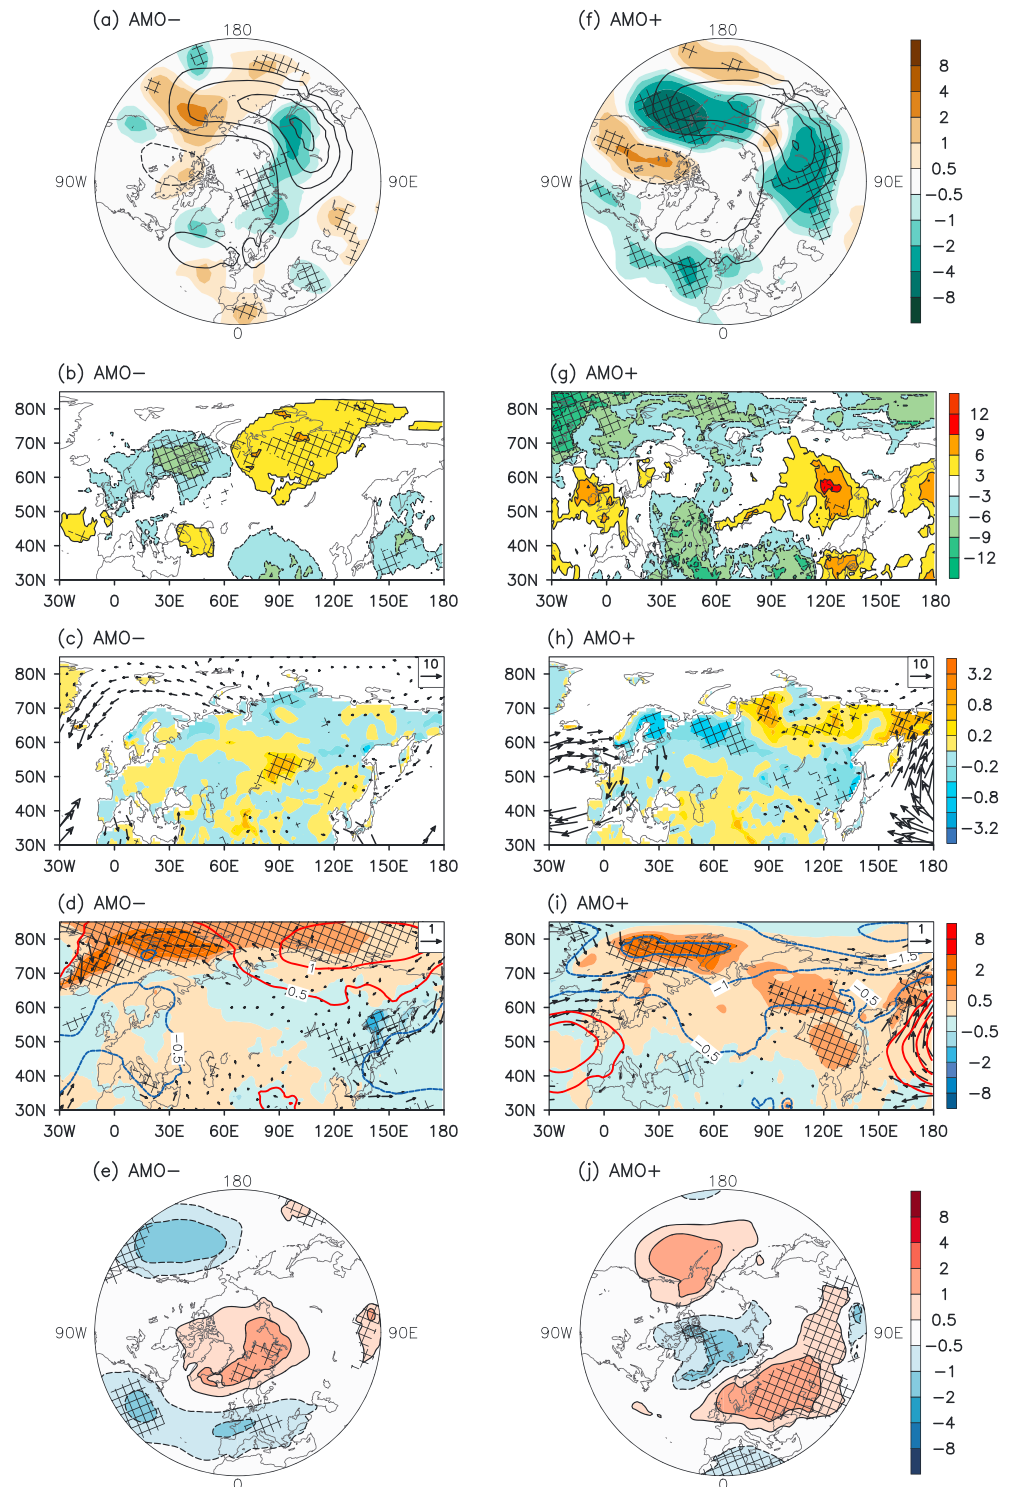 (a) AMO−
(f) AMO+
180
90W
90E
0
180
90W
90E
0
8
4
2
1
0.5
−0.5
−1
−2
−4
−8
(b) AMO−
80N
70N
60N
50N
40N
30N
30W 0 30E 60E 90E 120E 150E 180
(g) AMO+
80N
70N
60N
50N
40N
30N
30W 0 30E 60E 90E 120E 150E 180
12
9
6
3
−3
−6
−9
−12
(c) AMO−
10
80N
70N
60N
50N
40N
30N
30W 0 30E 60E 90E 120E 150E 180
(h) AMO+
10
80N
70N
60N
50N
40N
30N
30W 0 30E 60E 90E 120E 150E 180
3.2
0.8
0.2
−0.2
−0.8
−3.2
(d) AMO−
1
1
0.5
−0.5
80N
70N
60N
50N
40N
30N
30W 0 30E 60E 90E 120E 150E 180
(i) AMO+
1
−1.5
−1
−0.5
−0.5
80N
70N
60N
50N
40N
30N
30W 0 30E 60E 90E 120E 150E 180
8
2
0.5
−0.5
−2
−8
(e) AMO−
180
90W
90E
0
(j) AMO+
180
90W
90E
0
8
4
2
1
0.5
−0.5
−1
−2
−4
−8